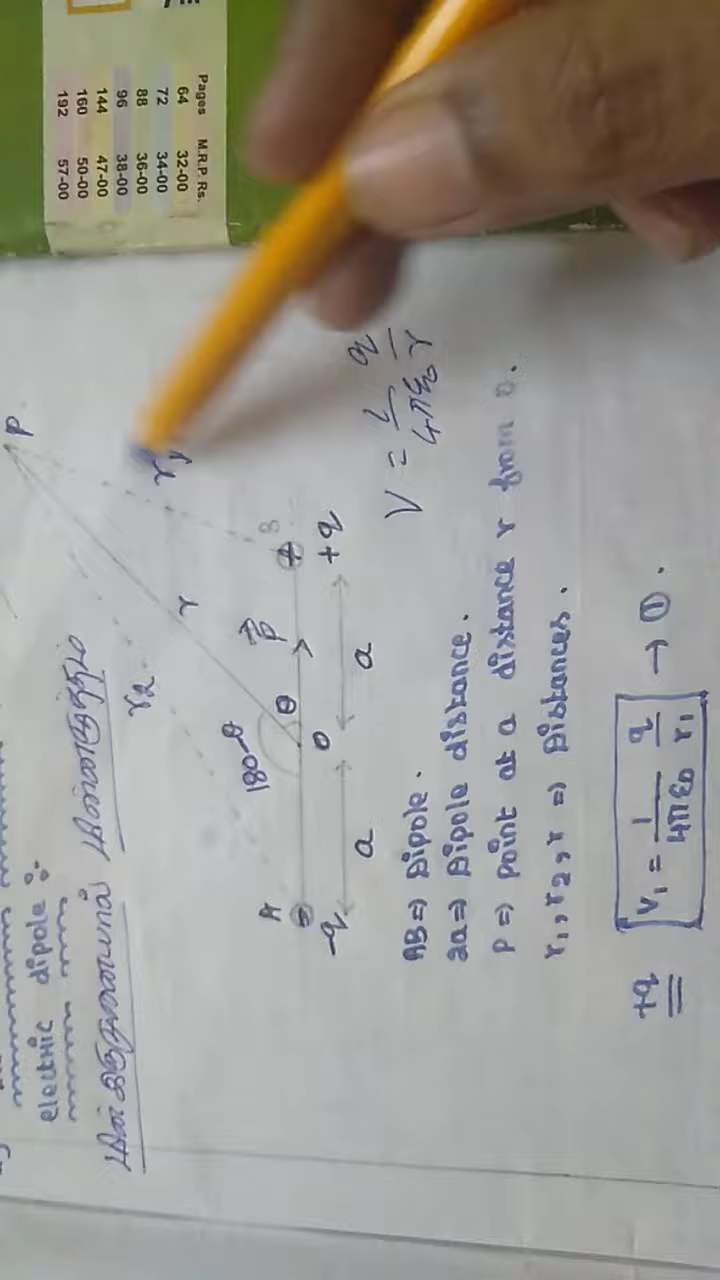 electric dipole :-
P
r1
r
r2
180-θ
θ
p
A
B
-q
O
+q
a
a
V = 1/4πε0 q/r
AB => Dipole.
2a => Dipole distance.
P => point at a distance r from O.
r1, r2, r => Distances.
+q
V1 = 1/4πε0 q/r1 → ①.
Pages M.R.P. Rs.
64 32-00
72 34-00
88 36-00
96 38-00
144 47-00
160 50-00
192 57-00